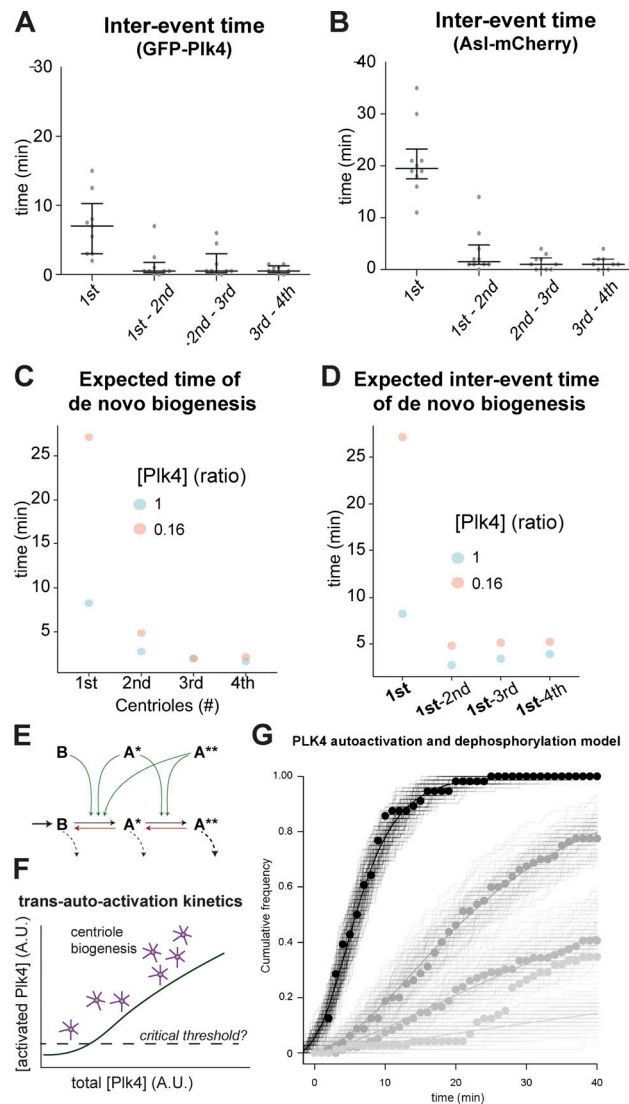 A
Inter-event time
(GFP-Plk4)
-30
20
10
0
time (min)
1st
1st - 2nd
-2nd - 3rd
3rd - 4th
B
Inter-event time
(Asl-mCherry)
-40
30
20
10
0
time (min)
1st
1st - 2nd
2nd - 3rd
3rd - 4th
C
Expected time of
de novo biogenesis
25
20
15
10
5
time (min)
[Plk4] (ratio)
1
0.16
1st
2nd
3rd
4th
Centrioles (#)
D
Expected inter-event time
of de novo biogenesis
25
20
15
10
5
time (min)
[Plk4] (ratio)
1
0.16
1st
1st-2nd
1st-3rd
1st-4th
E
B A* A**
B A* A**
F
trans-auto-activation kinetics
[activated Plk4] (A.U.)
centriole
biogenesis
critical threshold?
total [Plk4] (A.U.)
G
PLK4 autoactivation and dephosphorylation model
1.00
0.8
0.6
0.4
0.2
0
Cumulative frequency
0 10 20 30 40
time (min)